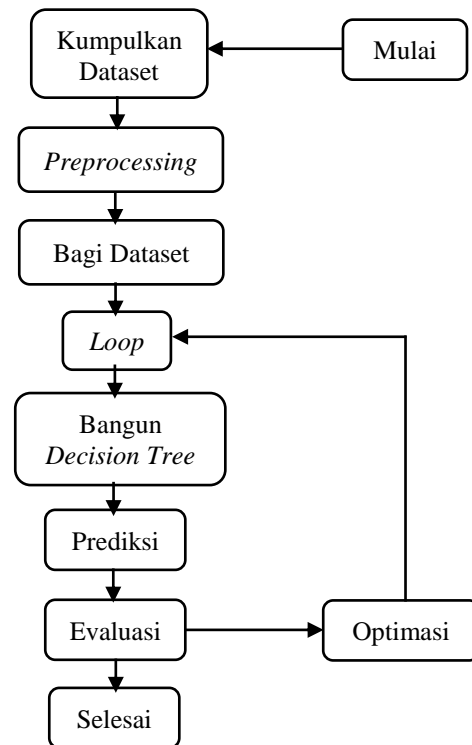 Kumpulkan
Dataset
Mulai
Preprocessing
Bagi Dataset
Loop
Bangun
Decision Tree
Prediksi
Evaluasi
Optimasi
Selesai